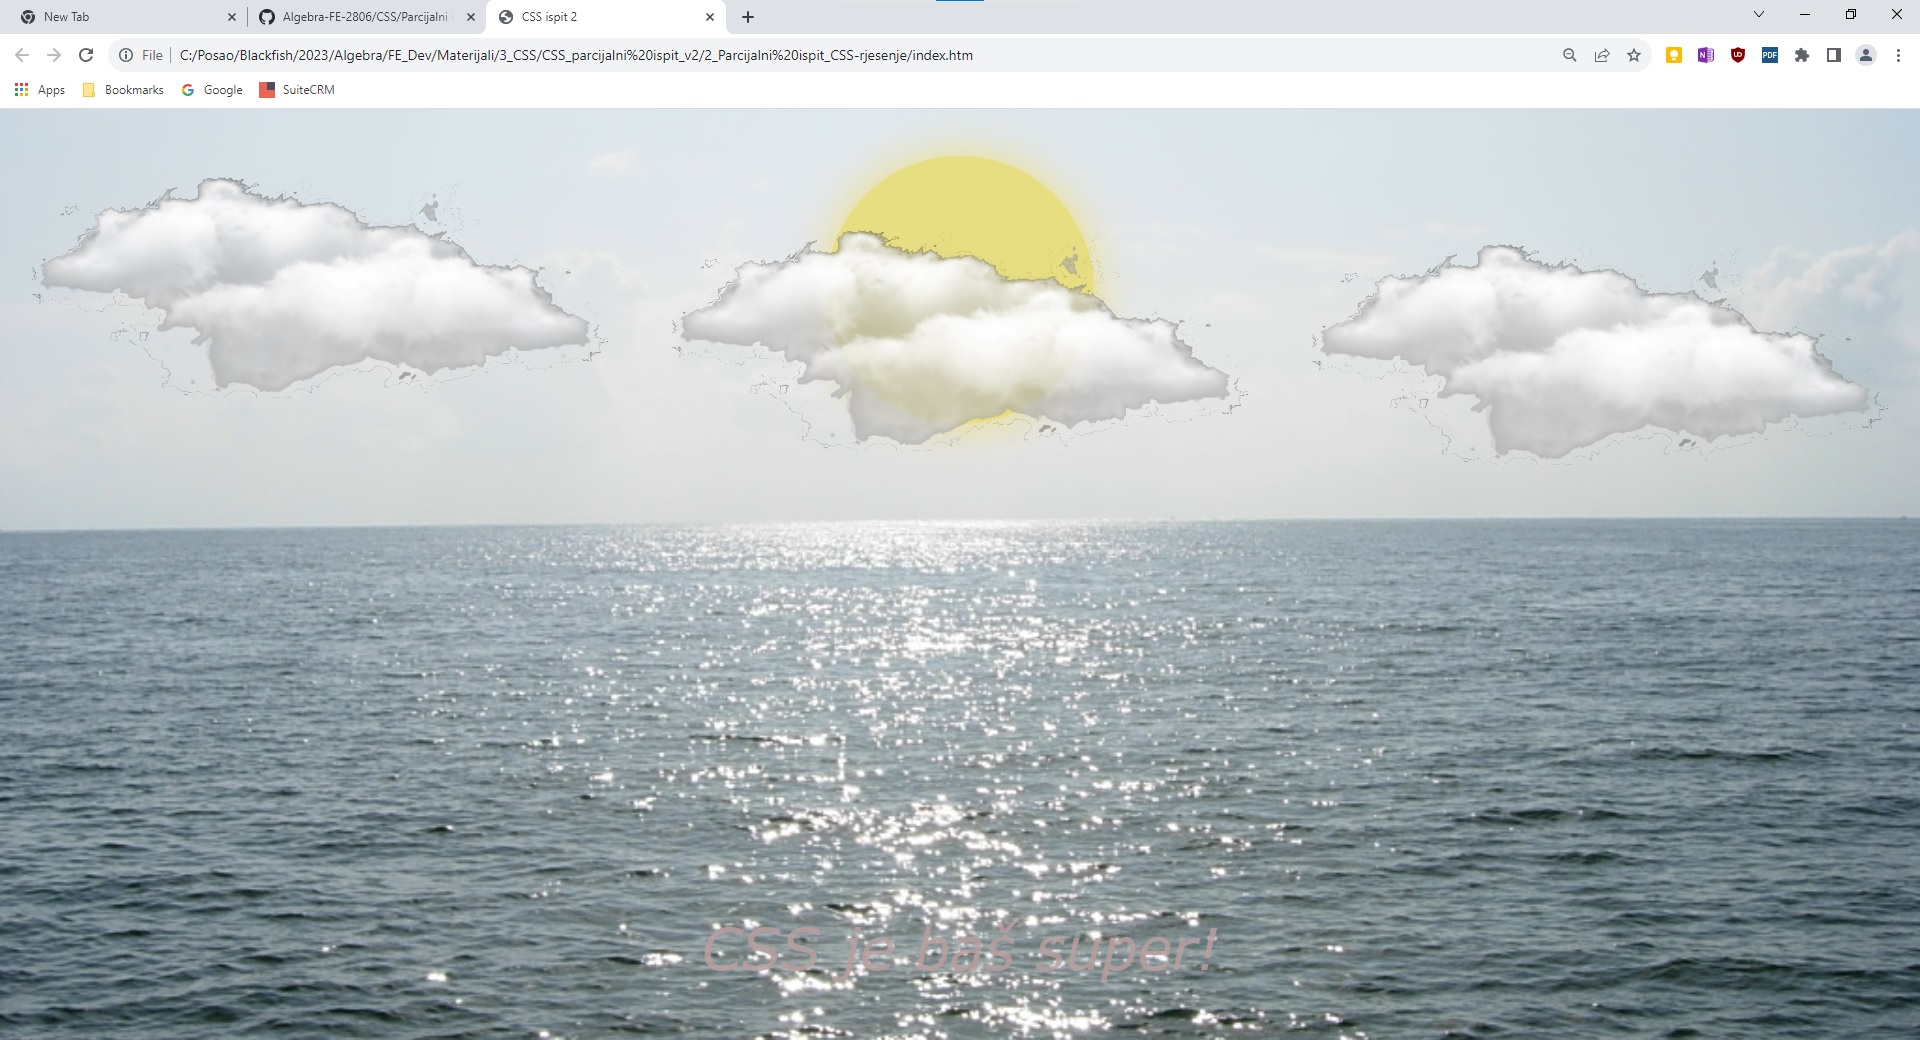 New Tab
Algebra-FE-2806/CSS/Parcijalni
CSS ispit 2
File
C:/Posao/Blackfish/2023/Algebra/FE_Dev/Materijali/3_CSS/CSS_parcijalni%20ispit_v2/2_Parcijalni%20ispit_CSS-rjesenje/index.htm
PDF
Apps
Bookmarks
Google
SuiteCRM
CSS je baš super!